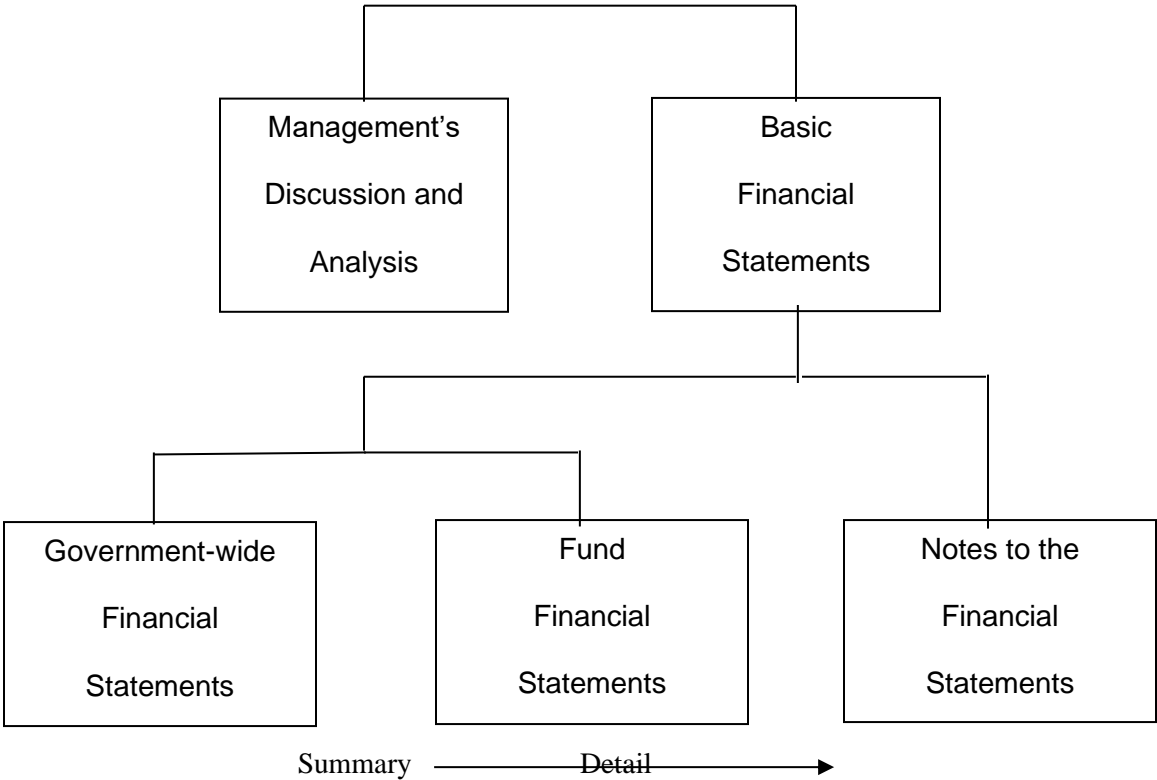 Management’s
Discussion and
Analysis
Basic
Financial
Statements
Government-wide
Financial
Statements
Fund
Financial
Statements
Notes to the
Financial
Statements
Summary Detail